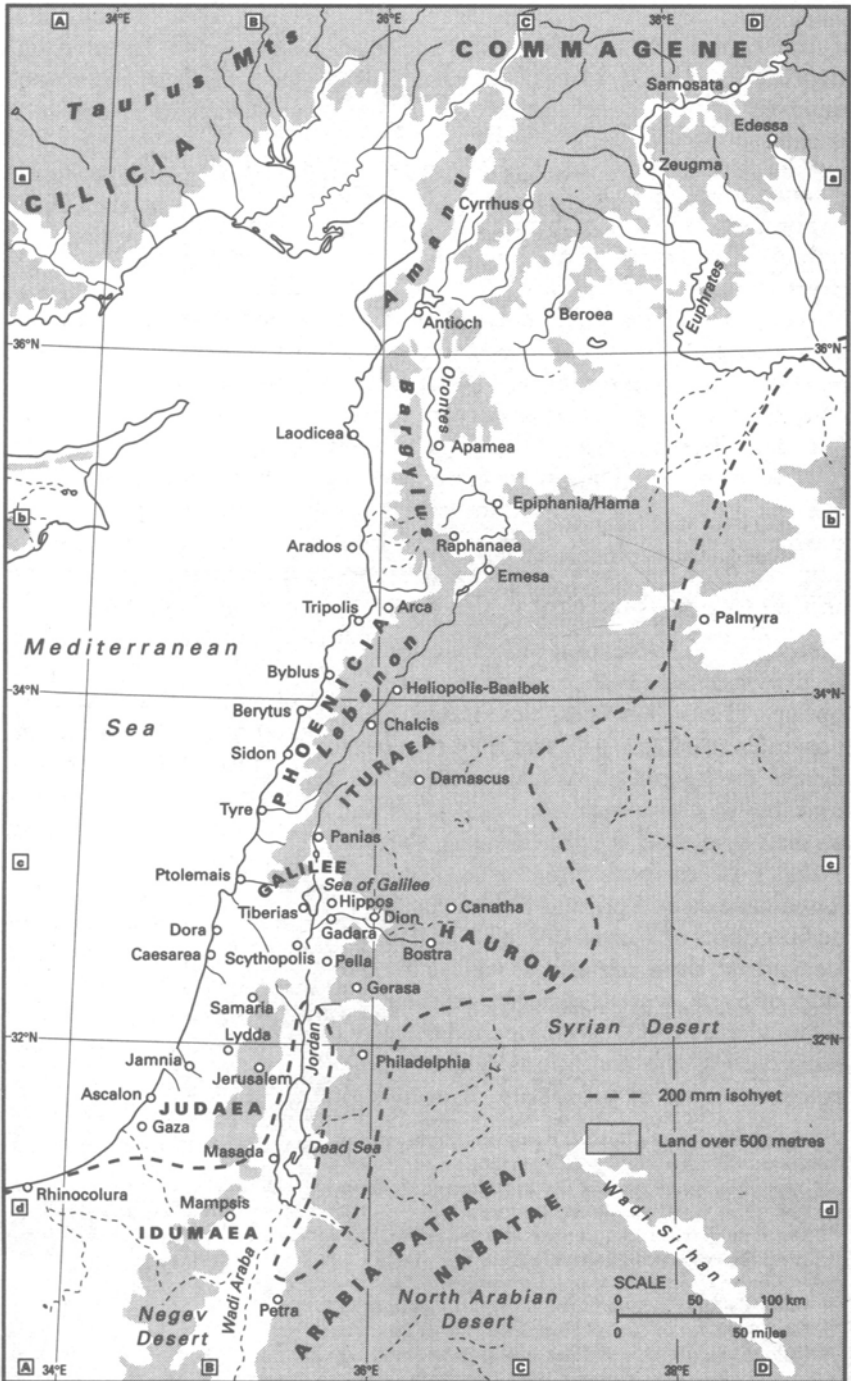 A
34°E
B
36°E
C
38°E
D
COMMAGENE
Taurus Mts
Samosata
Edessa
a
CILICIA
Zeugma
a
Amanus
Cyrrhus
Euphrates
Antioch
Beroea
36°N
36°N
Orontes
Bargylus
Laodicea
Apamea
Epiphania/Hama
b
b
Arados
Raphanaea
Emesa
Tripolis
Arca
Palmyra
Mediterranean
Sea
PHOENICIA
Lebanon
Byblus
Heliopolis-Baalbek
34°N
34°N
Berytus
Chalcis
Sidon
ITURAEA
Damascus
Tyre
Panias
c
c
Ptolemais
GALILEE
Sea of Galilee
Hippos
Tiberias
Dion
Canatha
Gadara
Dora
HAURON
Caesarea
Scythopolis
Bostra
Pella
Gerasa
Samaria
Jordan
32°N
Syrian Desert
32°N
Lydda
Philadelphia
Jamnia
Jerusalem
Ascalon
200 mm isohyet
JUDAEA
Gaza
Land over 500 metres
Masada
Dead Sea
Rhinocolura
Mampsis
d
d
IDUMAEA
Wadi Araba
ARABIA PATRAEA/
NABATAE
Wadi Sirhan
SCALE
0 50 100 km
0 50 miles
Petra
Negev
Desert
North Arabian
Desert
A
34°E
B
36°E
C
38°E
D